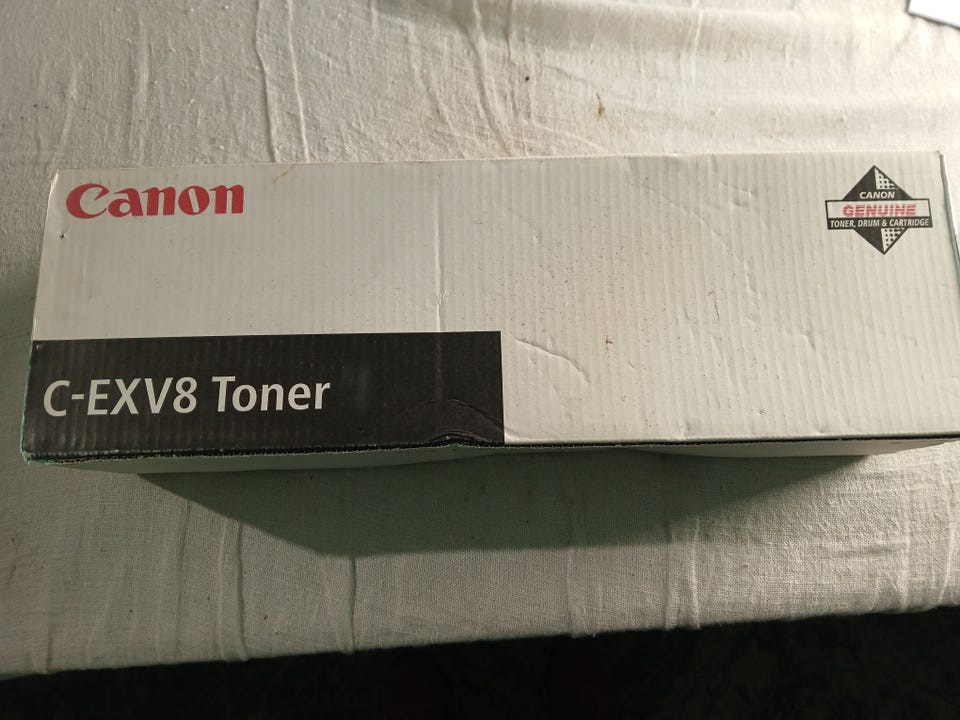 Canon
CANON
GENUINE
TONER, DRUM & CARTRIDGE
C-EXV8 Toner